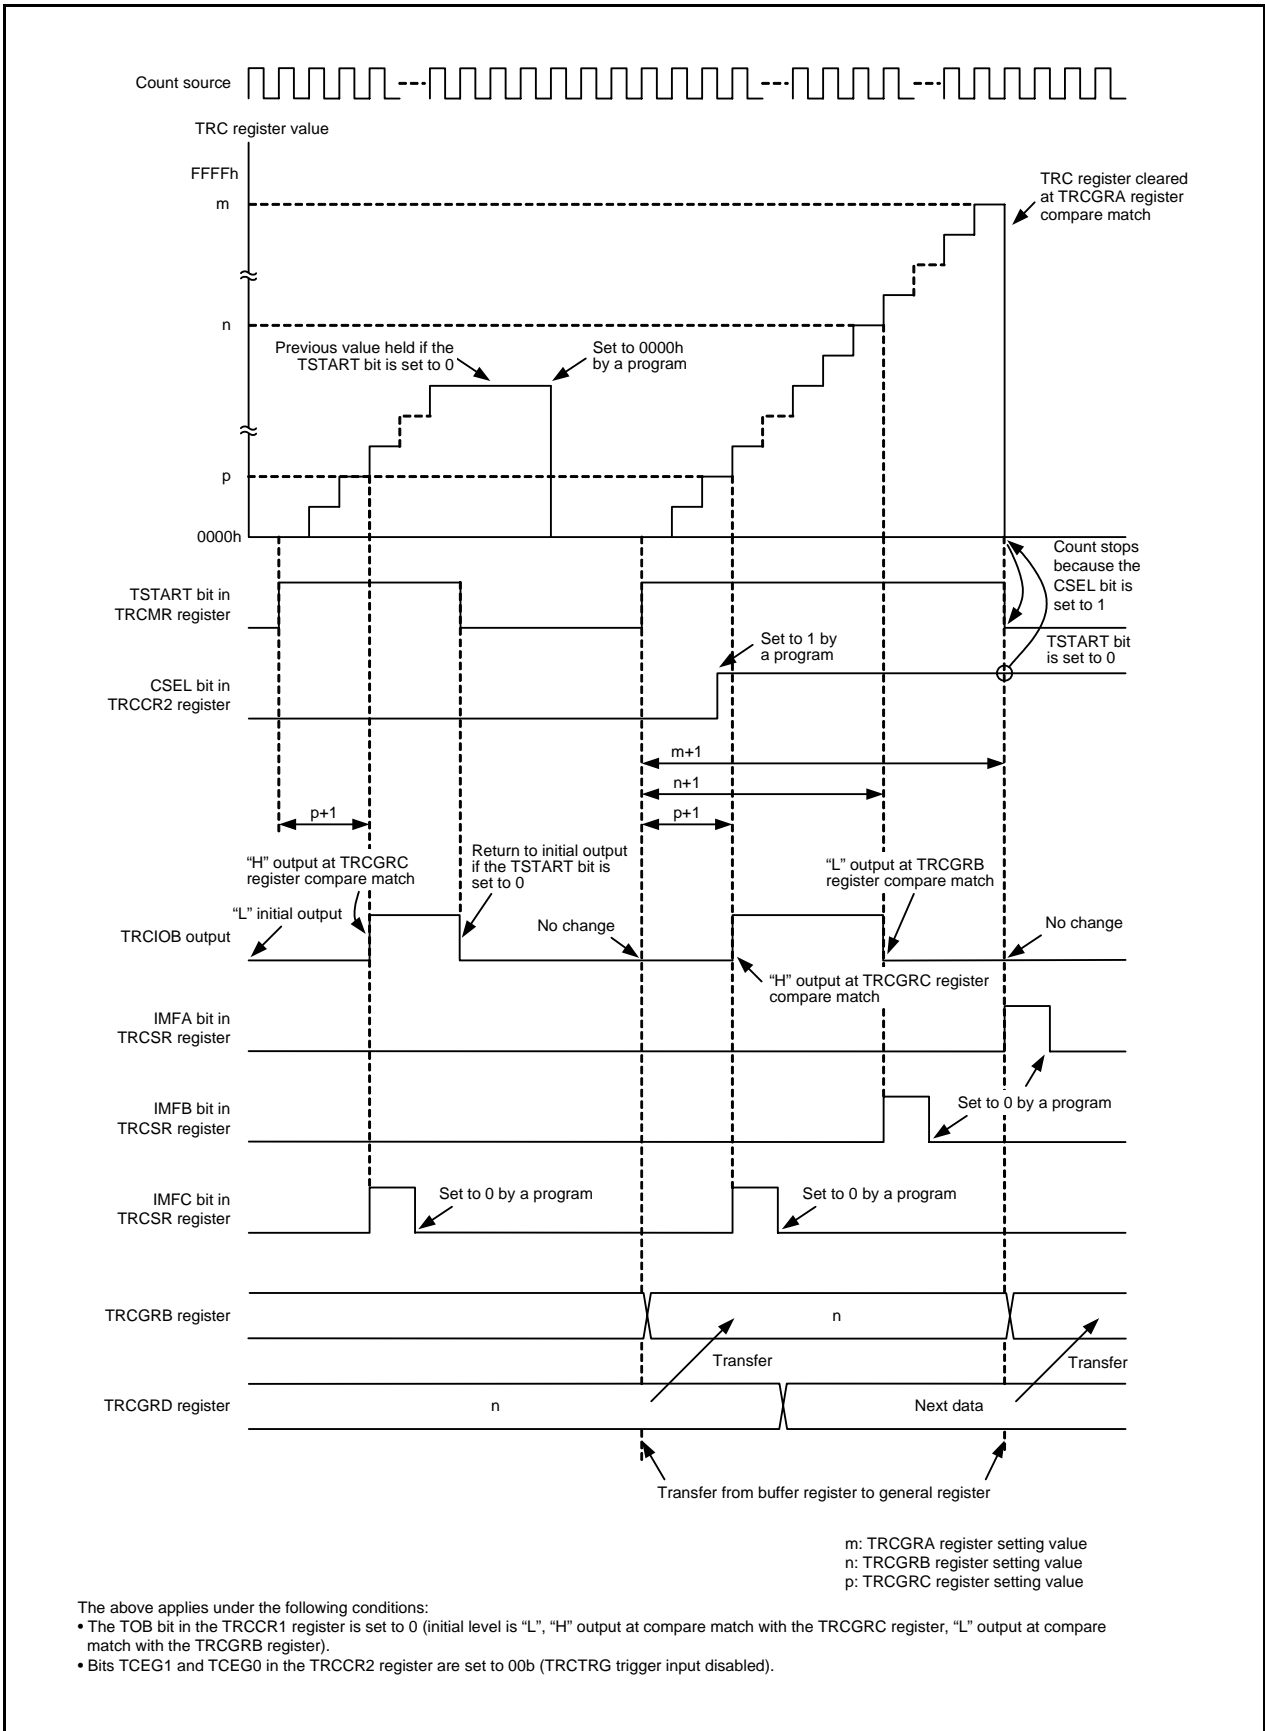 Count source
TRC register value
FFFFh
m
TRC register cleared
at TRCGRA register
compare match
n
Previous value held if the
TSTART bit is set to 0
Set to 0000h
by a program
p
0000h
Count stops
because the
CSEL bit is
set to 1
TSTART bit in
TRCMR register
TSTART bit
is set to 0
Set to 1 by
a program
CSEL bit in
TRCCR2 register
m+1
n+1
p+1
p+1
“H” output at TRCGRC
register compare match
Return to initial output
if the TSTART bit is
set to 0
“L” output at TRCGRB
register compare match
“L” initial output
No change
No change
TRCIOB output
“H” output at TRCGRC register
compare match
IMFA bit in
TRCSR register
IMFB bit in
TRCSR register
Set to 0 by a program
IMFC bit in
TRCSR register
Set to 0 by a program
Set to 0 by a program
TRCGRB register
n
Transfer
Transfer
TRCGRD register
n
Next data
Transfer from buffer register to general register
m: TRCGRA register setting value
n: TRCGRB register setting value
p: TRCGRC register setting value
The above applies under the following conditions:
• The TOB bit in the TRCCR1 register is set to 0 (initial level is “L”, “H” output at compare match with the TRCGRC register, “L” output at compare
match with the TRCGRB register).
• Bits TCEG1 and TCEG0 in the TRCCR2 register are set to 00b (TRCTRG trigger input disabled).